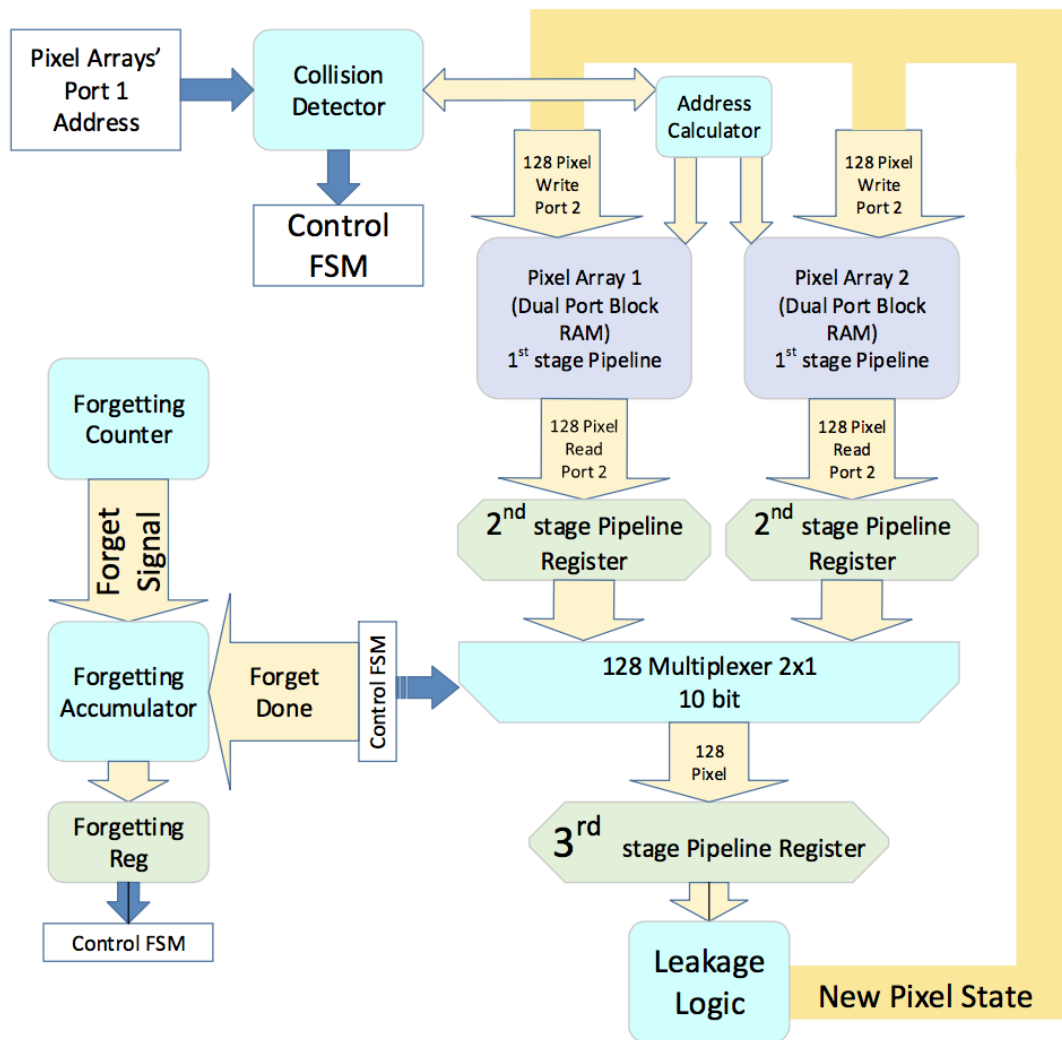 Pixel Arrays’
Port 1
Address
Collision
Detector
Address
Calculator
Control
FSM
128 Pixel
Write
Port 2
128 Pixel
Write
Port 2
Pixel Array 1
(Dual Port Block
RAM)
1st stage Pipeline
Pixel Array 2
(Dual Port Block
RAM)
1st stage Pipeline
Forgetting
Counter
128 Pixel
Read
Port 2
128 Pixel
Read
Port 2
Forget
Signal
2nd stage Pipeline
Register
2nd stage Pipeline
Register
Forgetting
Accumulator
Forget
Done
Control FSM
128 Multiplexer 2x1
10 bit
128
Pixel
Forgetting
Reg
3rd stage Pipeline Register
Control FSM
Leakage
Logic
New Pixel State